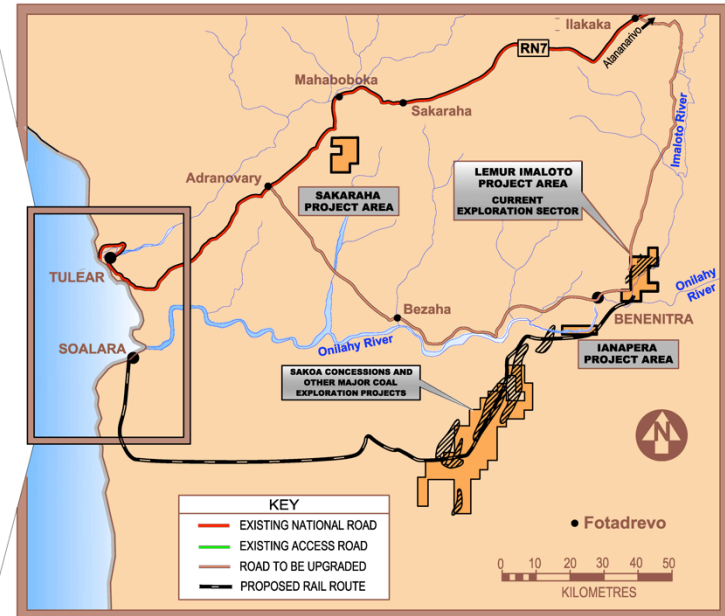 Ilakaka
Atananarivo
RN7
Mahaboboka
Sakaraha
Imaloto River
LEMUR IMALOTO
PROJECT AREA
CURRENT
EXPLORATION SECTOR
Adranovary
SAKARAHA
PROJECT AREA
TULEAR
Onilahy
River
Bezaha
BENENITRA
SOALARA
Onilahy River
IANAPERA
PROJECT AREA
SAKOA CONCESSIONS AND
OTHER MAJOR COAL
EXPLORATION PROJECTS
N
KEY
EXISTING NATIONAL ROAD
EXISTING ACCESS ROAD
ROAD TO BE UPGRADED
PROPOSED RAIL ROUTE
Fotadrevo
0 10 20 30 40 50
KILOMETRES